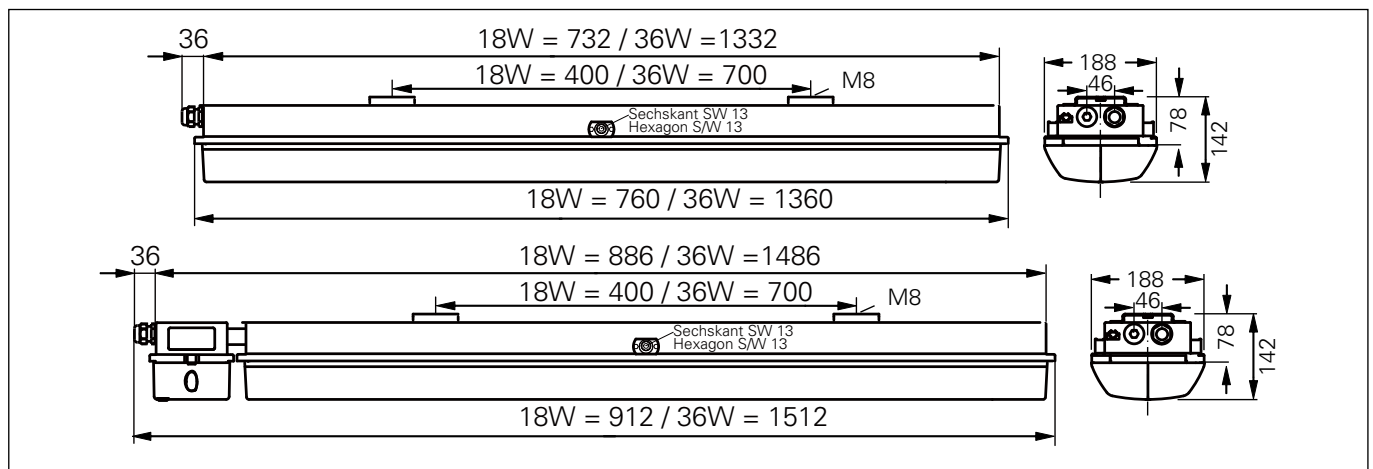 36
18W = 732 / 36W =1332
18W = 400 / 36W = 700
M8
Sechskant SW 13
Hexagon S/W 13
18W = 760 / 36W = 1360
188
46
78
142
36
18W = 886 / 36W =1486
18W = 400 / 36W = 700
M8
Sechskant SW 13
Hexagon S/W 13
18W = 912 / 36W = 1512
188
46
78
142